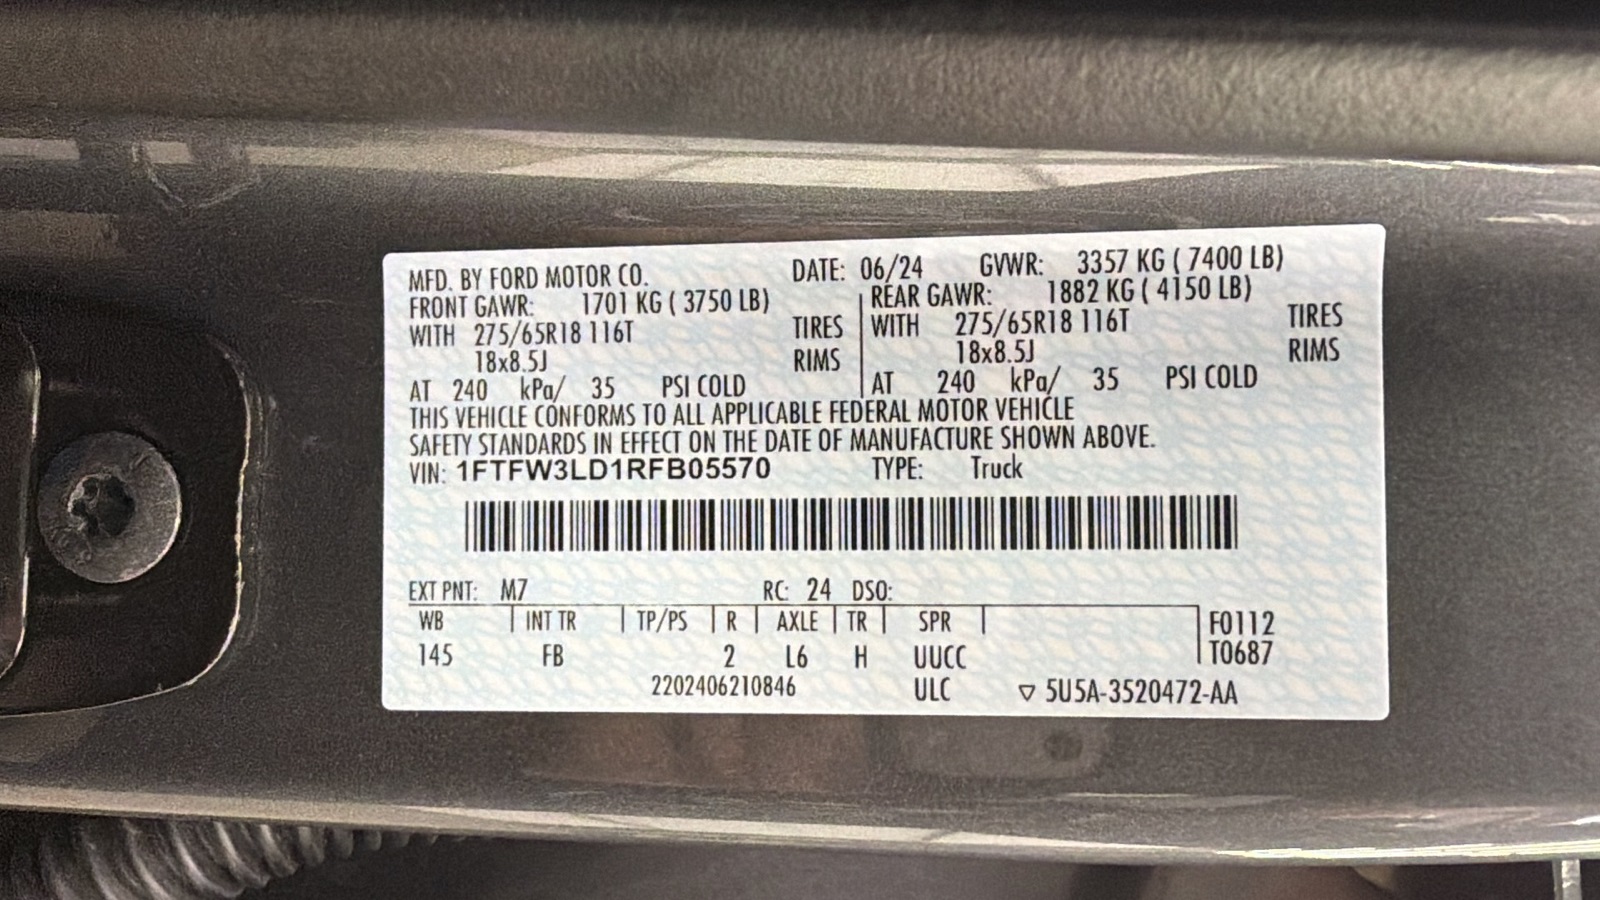 MFD. BY FORD MOTOR CO. DATE: 06/24 GVWR: 3357 KG ( 7400 LB)
FRONT GAWR: 1701 KG ( 3750 LB) REAR GAWR: 1882 KG ( 4150 LB)
WITH 275/65R18 116T TIRES WITH 275/65R18 116T TIRES
18x8.5J RIMS 18x8.5J RIMS
AT 240 kPa/ 35 PSI COLD AT 240 kPa/ 35 PSI COLD
THIS VEHICLE CONFORMS TO ALL APPLICABLE FEDERAL MOTOR VEHICLE
SAFETY STANDARDS IN EFFECT ON THE DATE OF MANUFACTURE SHOWN ABOVE.
VIN: 1FTFW3LD1RFB05570 TYPE: Truck
EXT PNT: M7 RC: 24 DSO:
WB INT TR TP/PS R AXLE TR SPR F0112
145 FB 2 L6 H UUCC T0687
2202406210846 ULC ▽ 5U5A-3520472-AA